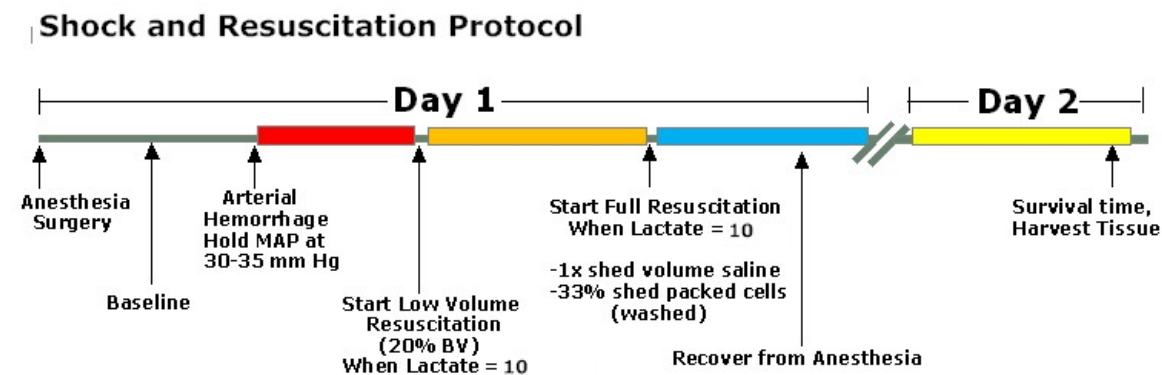 Shock and Resuscitation Protocol
Day 1
Day 2
Anesthesia
Surgery
Baseline
Arterial
Hemorrhage
Hold MAP at
30-35 mm Hg
Start Low Volume
Resuscitation
(20% BV)
When Lactate = 10
Start Full Resuscitation
When Lactate = 10
-1x shed volume saline
-33% shed packed cells
(washed)
Recover from Anesthesia
Survival time,
Harvest Tissue